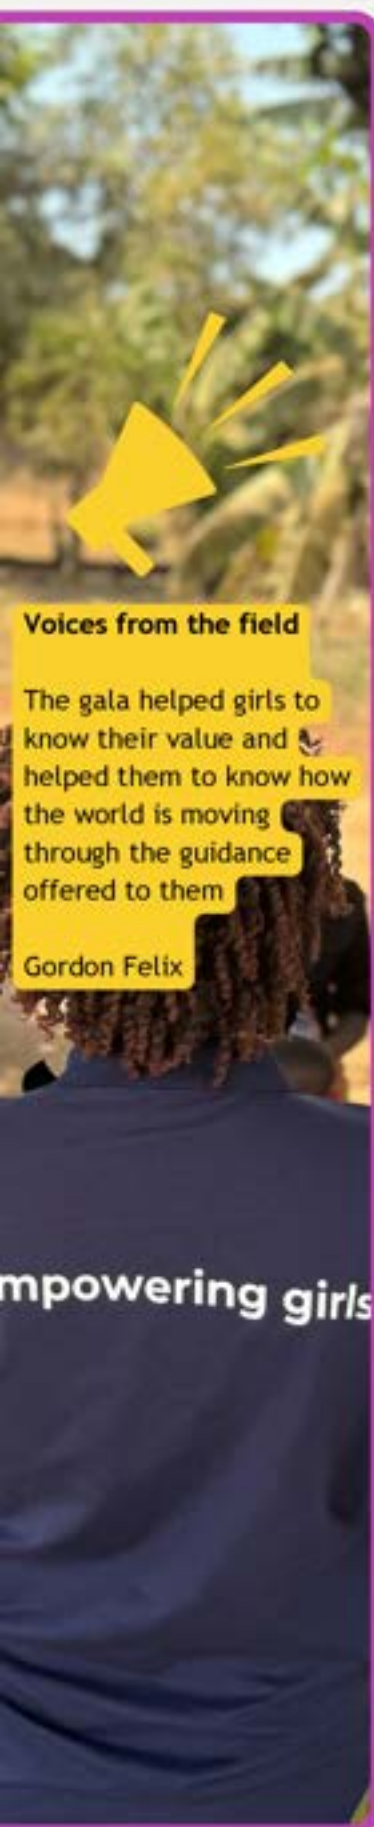 Voices from the field
The gala helped girls to
know their value and
helped them to know how
the world is moving
through the guidance
offered to them
Gordon Felix
mpowering girls